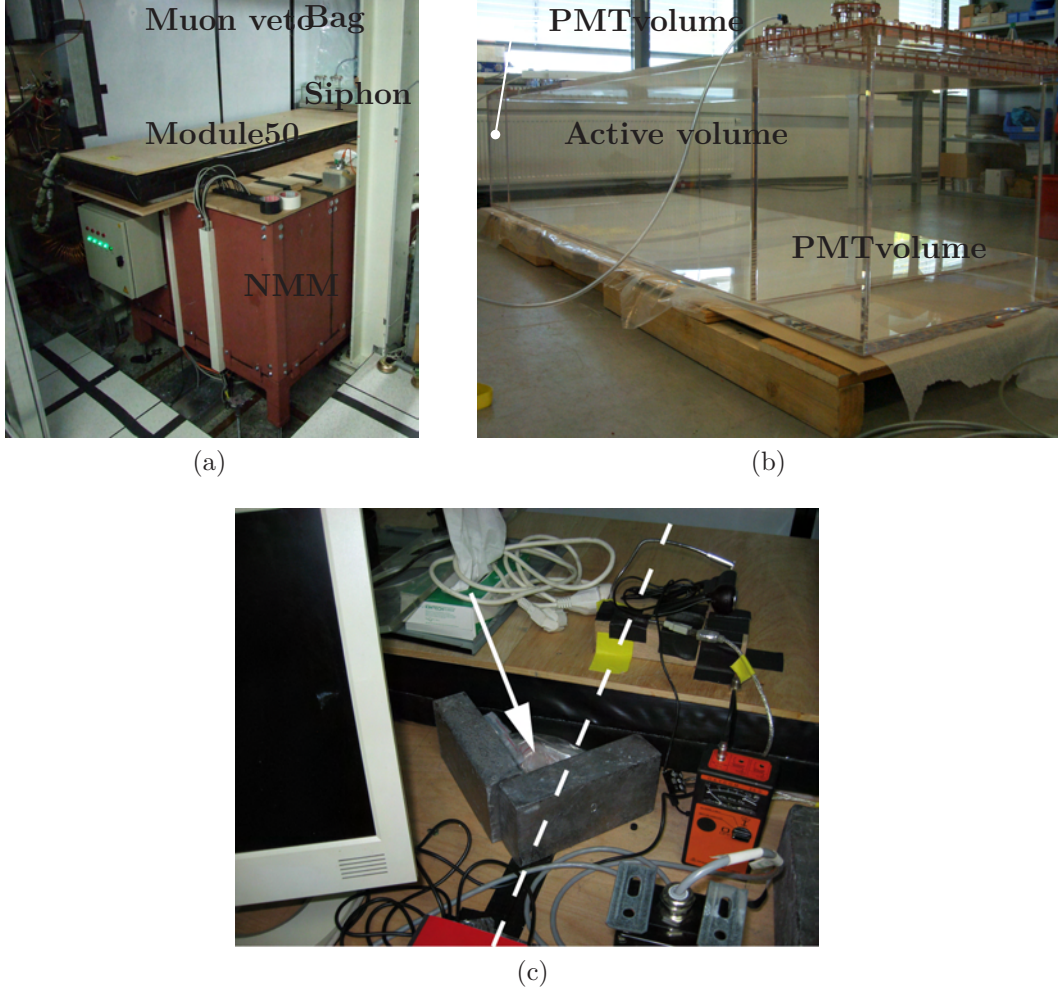 Muon veto
Bag
Siphon
Module50
NMM
(a)
PMTvolume
Active volume
PMTvolume
(b)
(c)